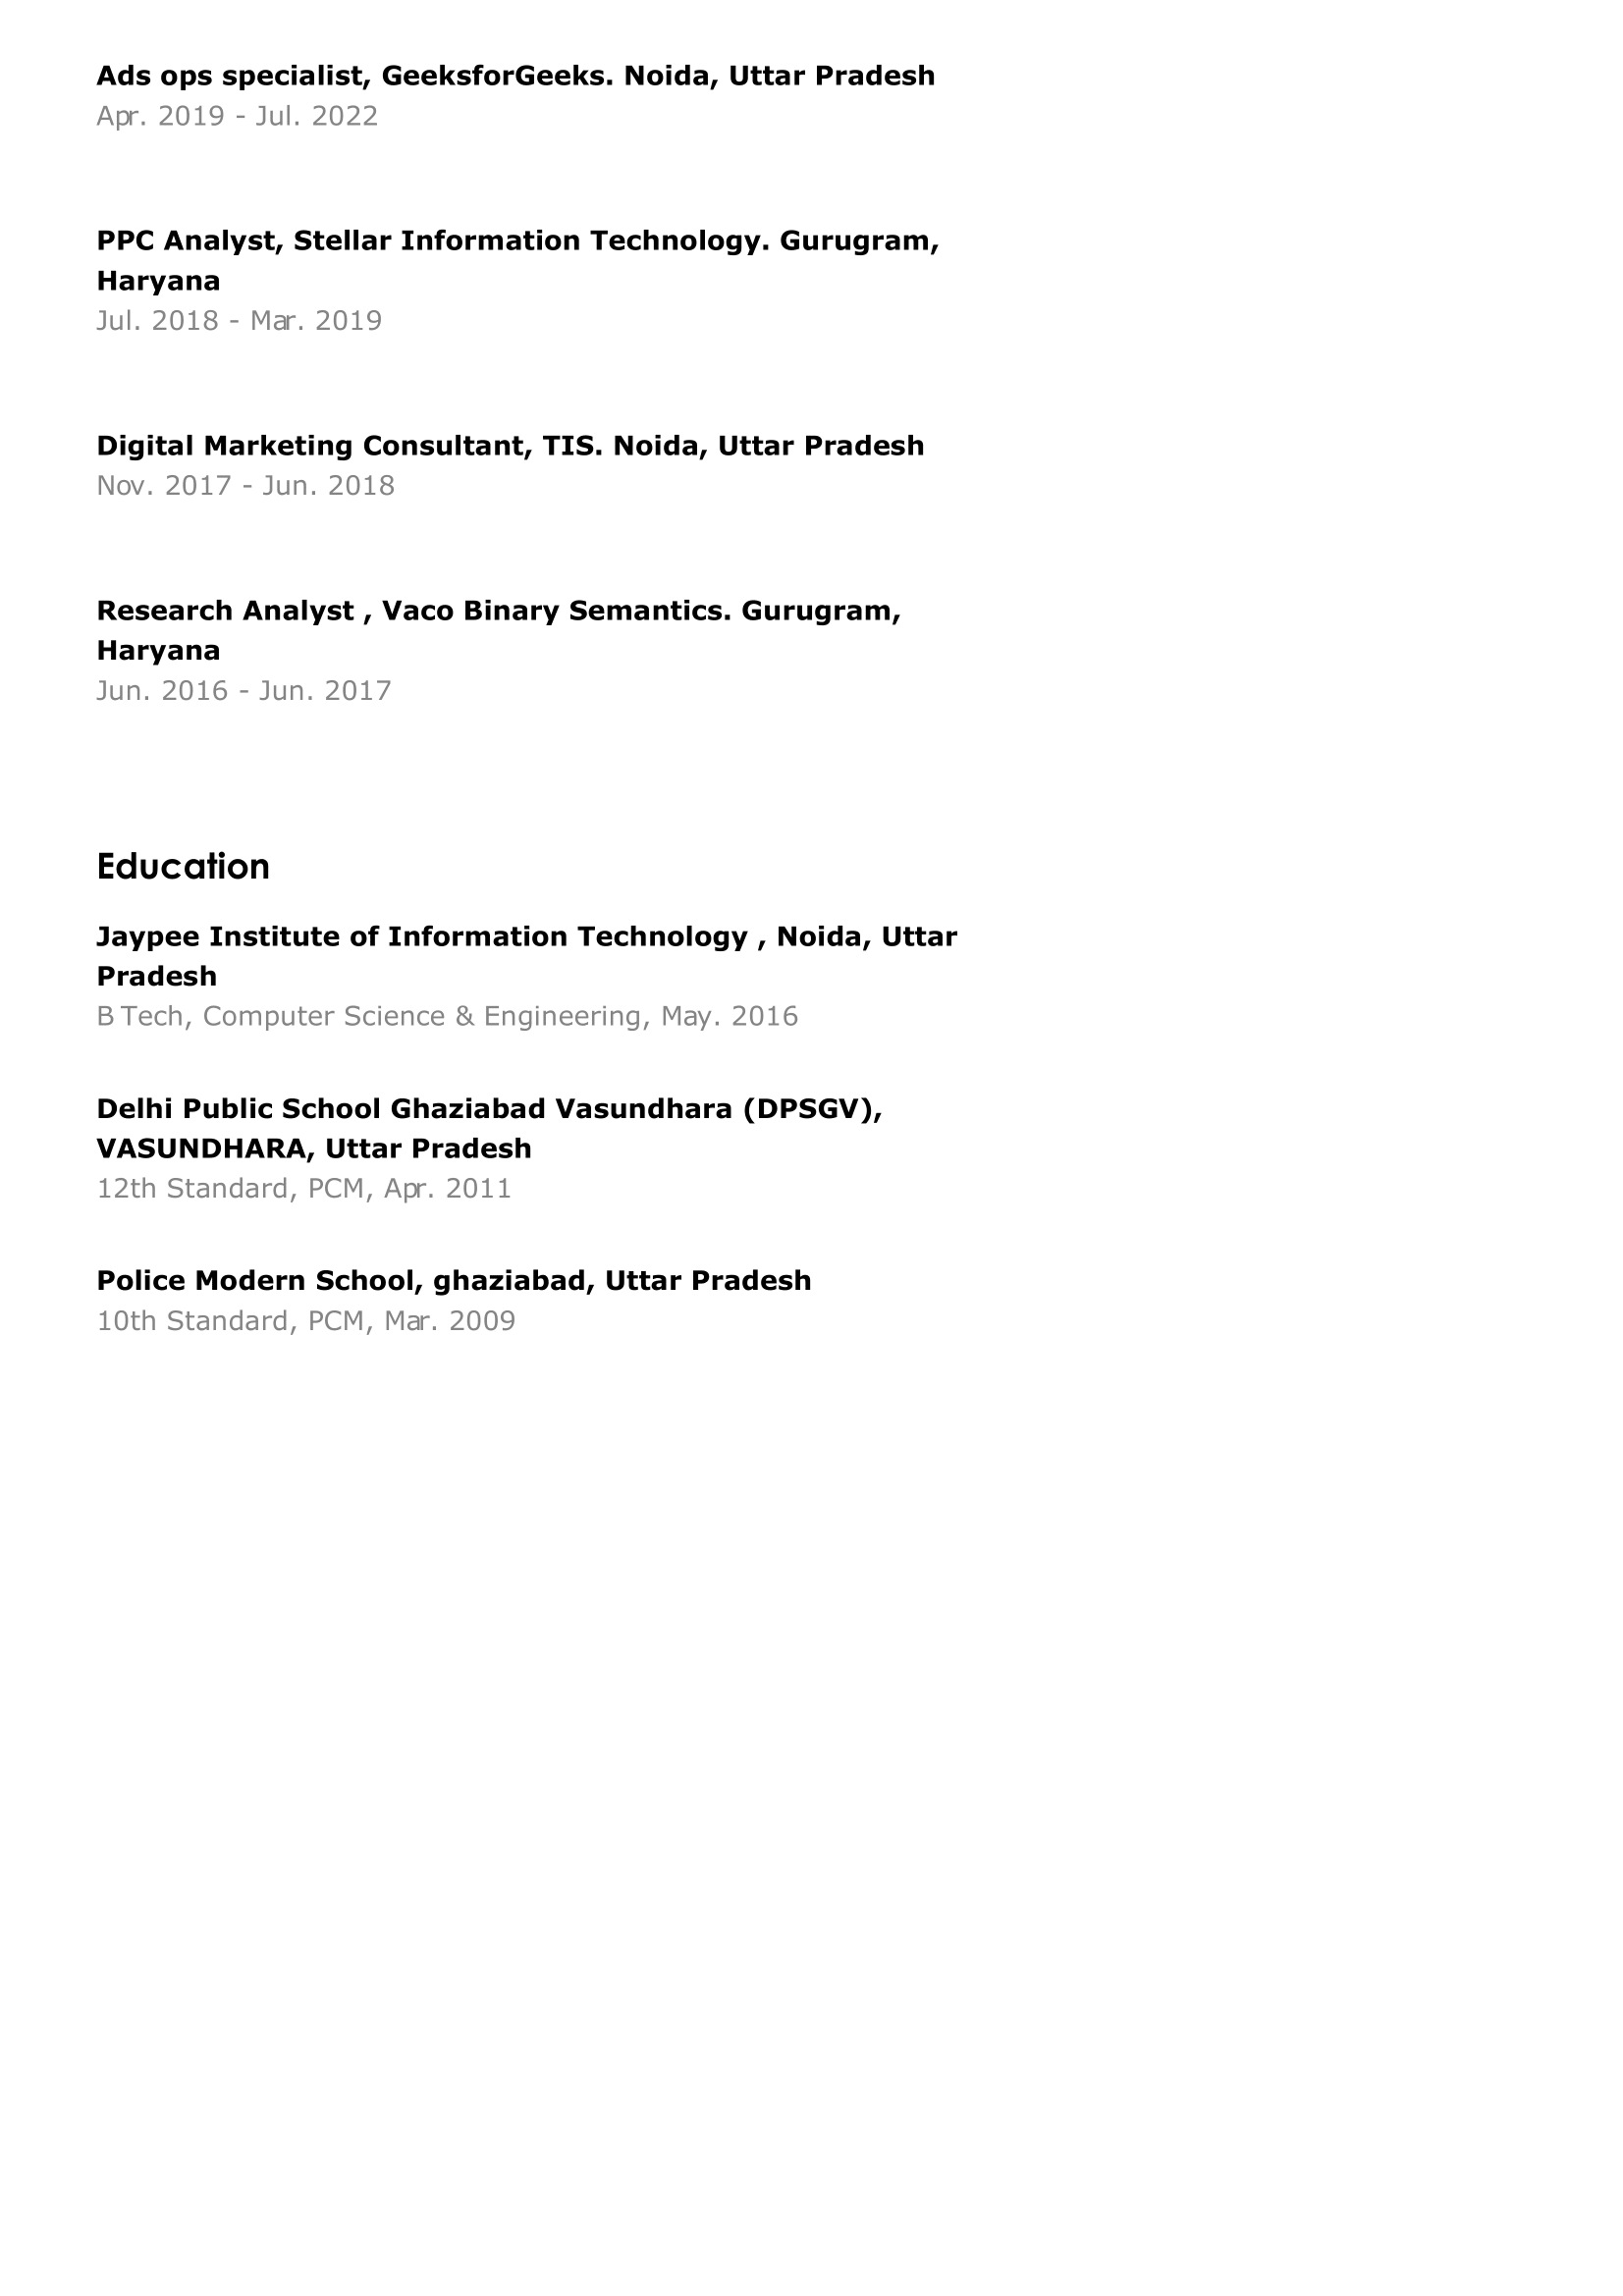 Ads ops specialist, GeeksforGeeks. Noida, Uttar Pradesh
Apr. 2019 - Jul. 2022
PPC Analyst, Stellar Information Technology. Gurugram,
Haryana
Jul. 2018 - Mar. 2019
Digital Marketing Consultant, TIS. Noida, Uttar Pradesh
Nov. 2017 - Jun. 2018
Research Analyst , Vaco Binary Semantics. Gurugram,
Haryana
Jun. 2016 - Jun. 2017
Education
Jaypee Institute of Information Technology , Noida, Uttar
Pradesh
B Tech, Computer Science & Engineering, May. 2016
Delhi Public School Ghaziabad Vasundhara (DPSGV),
VASUNDHARA, Uttar Pradesh
12th Standard, PCM, Apr. 2011
Police Modern School, ghaziabad, Uttar Pradesh
10th Standard, PCM, Mar. 2009